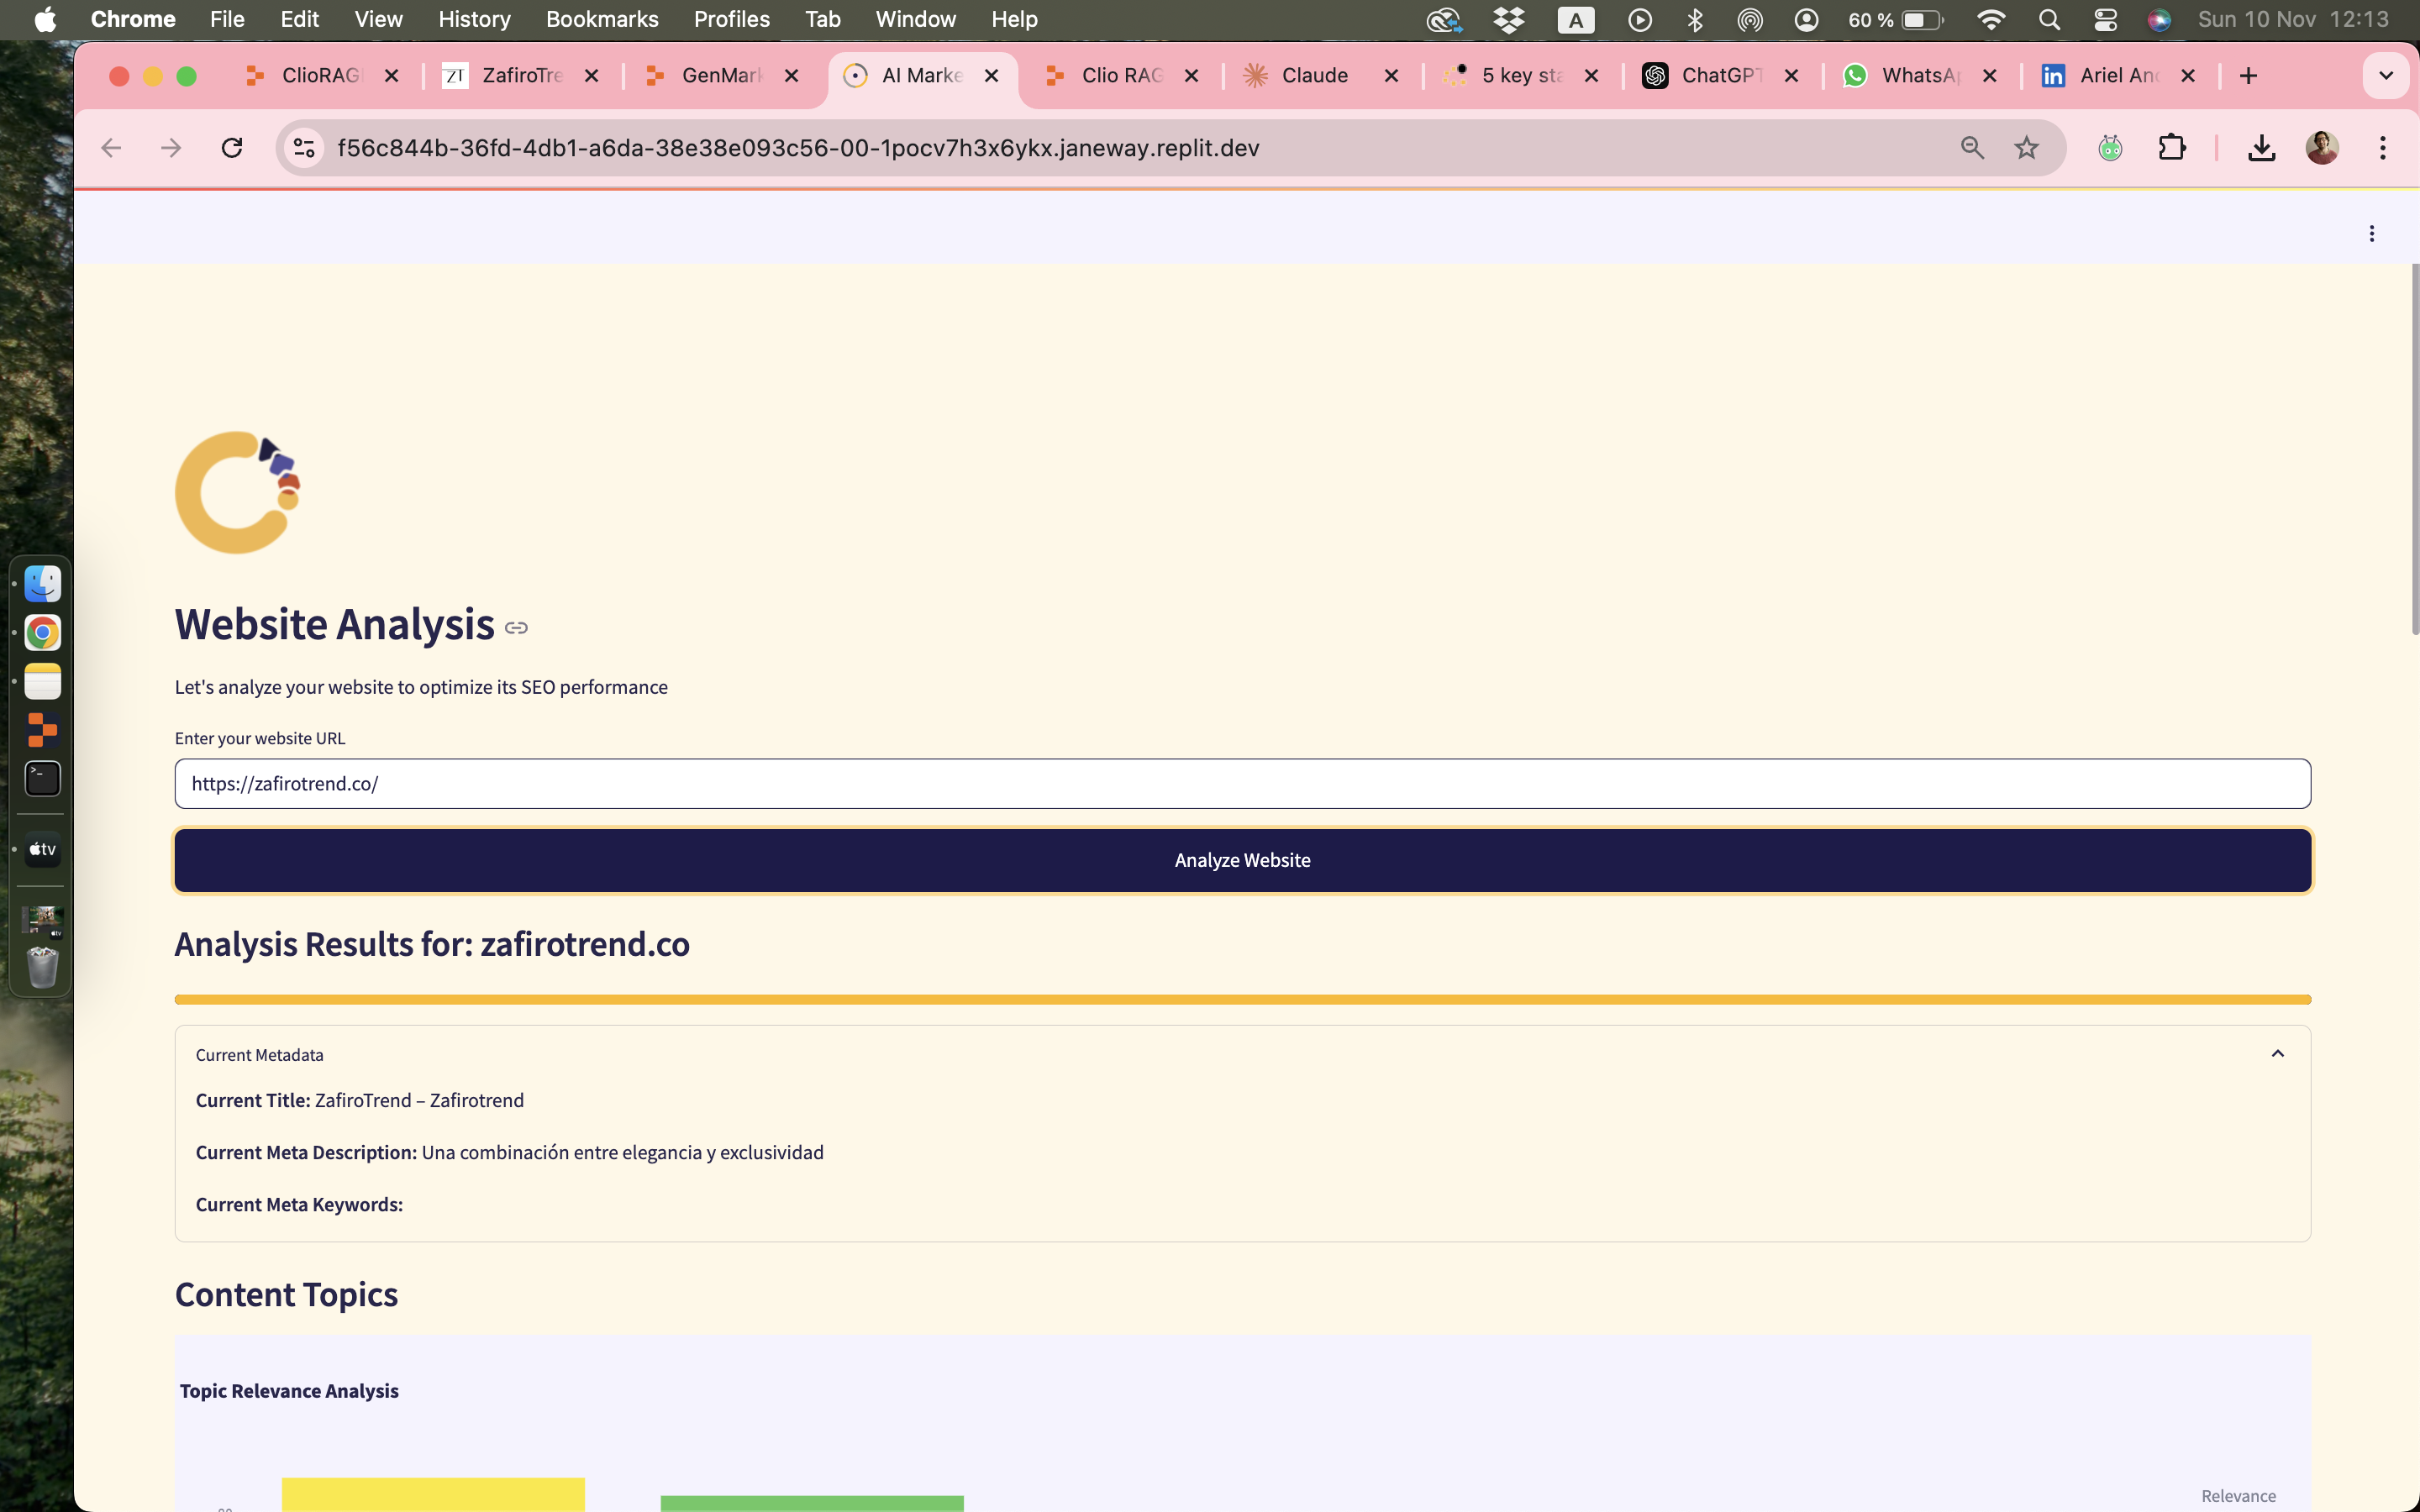 Chrome File Edit View History Bookmarks Profiles Tab Window Help A 60 % Sun 10 Nov 12:13
ClioRAG ZT ZafiroTre GenMark AI Marke Clio RAG Claude 5 key sta ChatGPT WhatsAp in Ariel And
f56c844b-36fd-4db1-a6da-38e38e093c56-00-1pocv7h3x6ykx.janeway.replit.dev
Website Analysis
Let's analyze your website to optimize its SEO performance
Enter your website URL
https://zafirotrend.co/
Analyze Website
tv
Analysis Results for: zafirotrend.co
Current Metadata
Current Title: ZafiroTrend – Zafirotrend
Current Meta Description: Una combinación entre elegancia y exclusividad
Current Meta Keywords:
Content Topics
Topic Relevance Analysis
Relevance